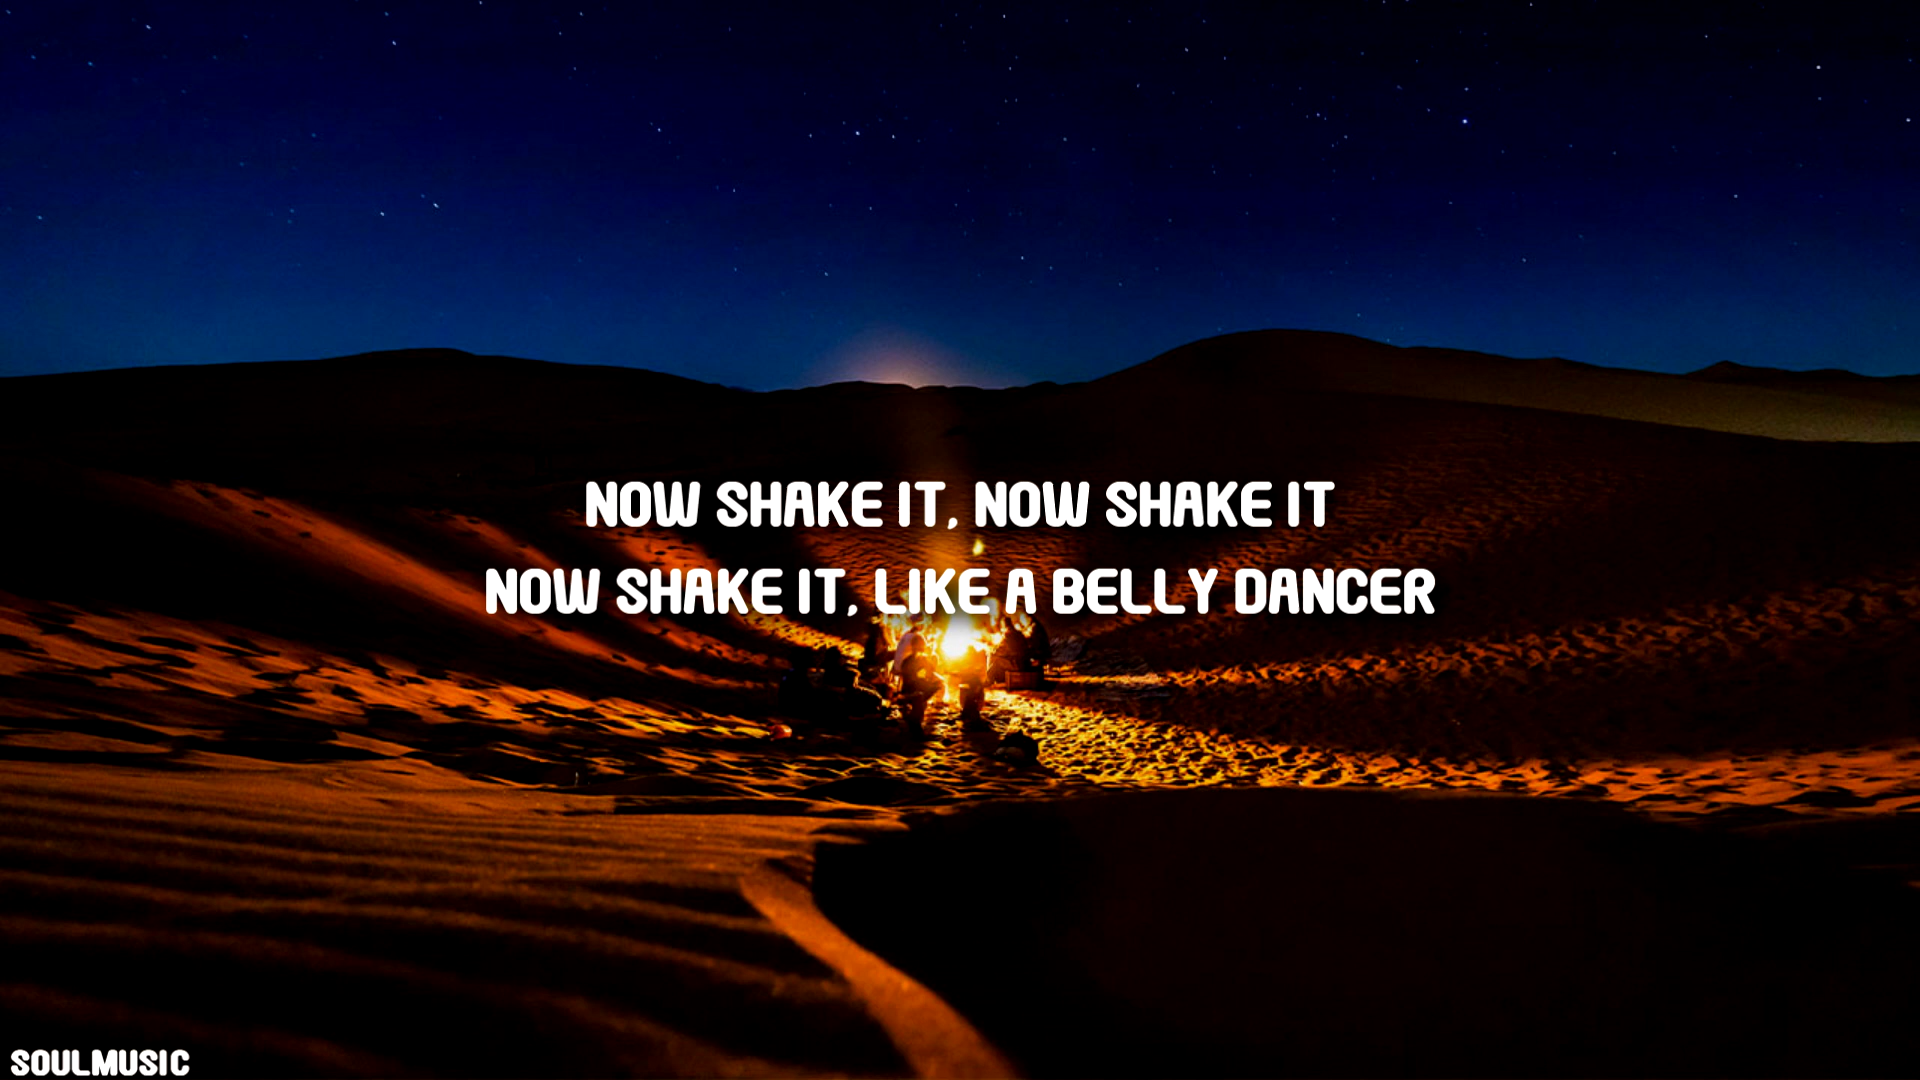 NOW SHAKE IT, NOW SHAKE IT
NOW SHAKE IT, LIKE A BELLY DANCER
SOULMUSIC